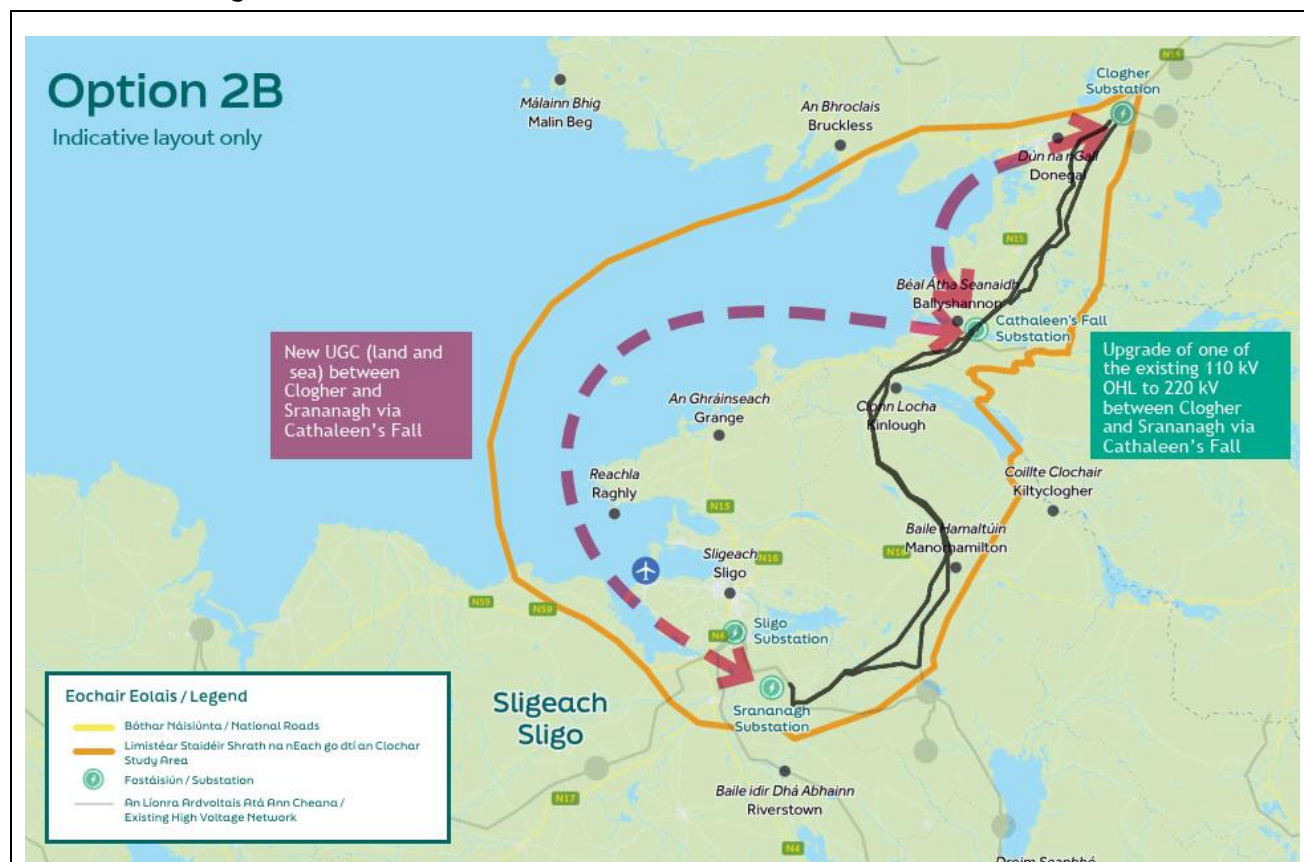 Option 2B
Indicative layout only
Málainn Bhig
Malin Beg
An Bhroclais
Bruckless
N15
Clogher
Substation
Dún na nGall
Donegal
N15
Béal Átha Seanaidh
Ballyshannon
Cathaleen's Fall
Substation
New UGC (land and
sea) between
Clogher and
Srananagh via
Cathaleen's Fall
Upgrade of one of
the existing 110 kV
OHL to 220 kV
between Clogher
and Srananagh via
Cathaleen's Fall
An Ghráinseach
Grange
Cionn Locha
Kinlough
Reachla
Raghly
Coillte Clochair
Kiltyclogher
N15
Baile Hamaltúin
N16
Manorhamilton
Sligeach
N16
Sligo
N59
N59
Sligo
Substation
N4
Srananagh
Substation
Sligeach
Sligo
Baile idir Dhá Abhainn
Riverstown
N17
N4
Eochair Eolais / Legend
Bóthar Náisiúnta / National Roads
Limistéar Staidéir Shrath na nEach go dtí an Clochar
Study Area
Fostáisiún / Substation
An Líonra Ardvoltais Atá Ann Cheana /
Existing High Voltage Network